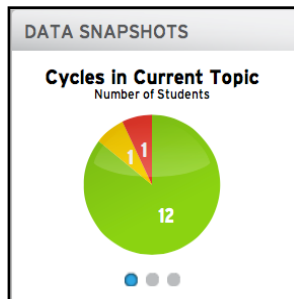 DATA SNAPSHOTS
Cycles in Current Topic
Number of Students
1
1
12